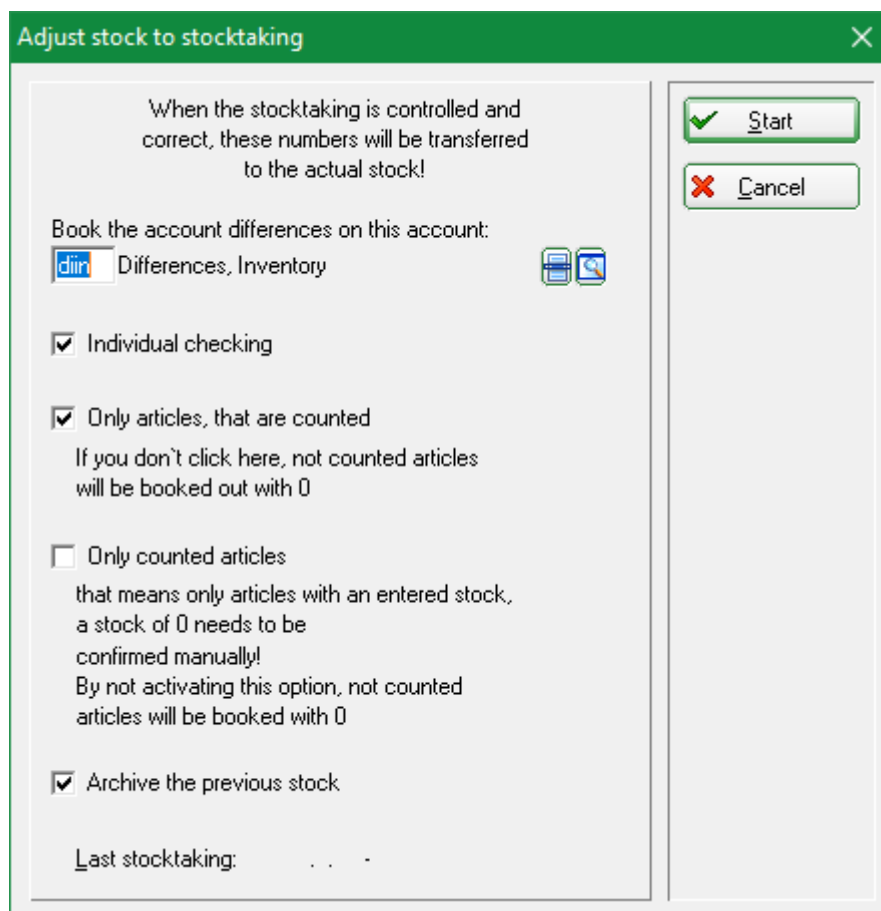 Adjust stock to stocktaking
When the stocktaking is controlled and
correct, these numbers will be transferred
to the actual stock!
Book the account differences on this account:
diin Differences, Inventory
Individual checking
Only articles, that are counted
If you don`t click here, not counted articles
will be booked out with 0
Only counted articles
that means only articles with an entered stock,
a stock of 0 needs to be
confirmed manually!
By not activating this option, not counted
articles will be booked with 0
Archive the previous stock
Last stocktaking: . . -
Start
Cancel